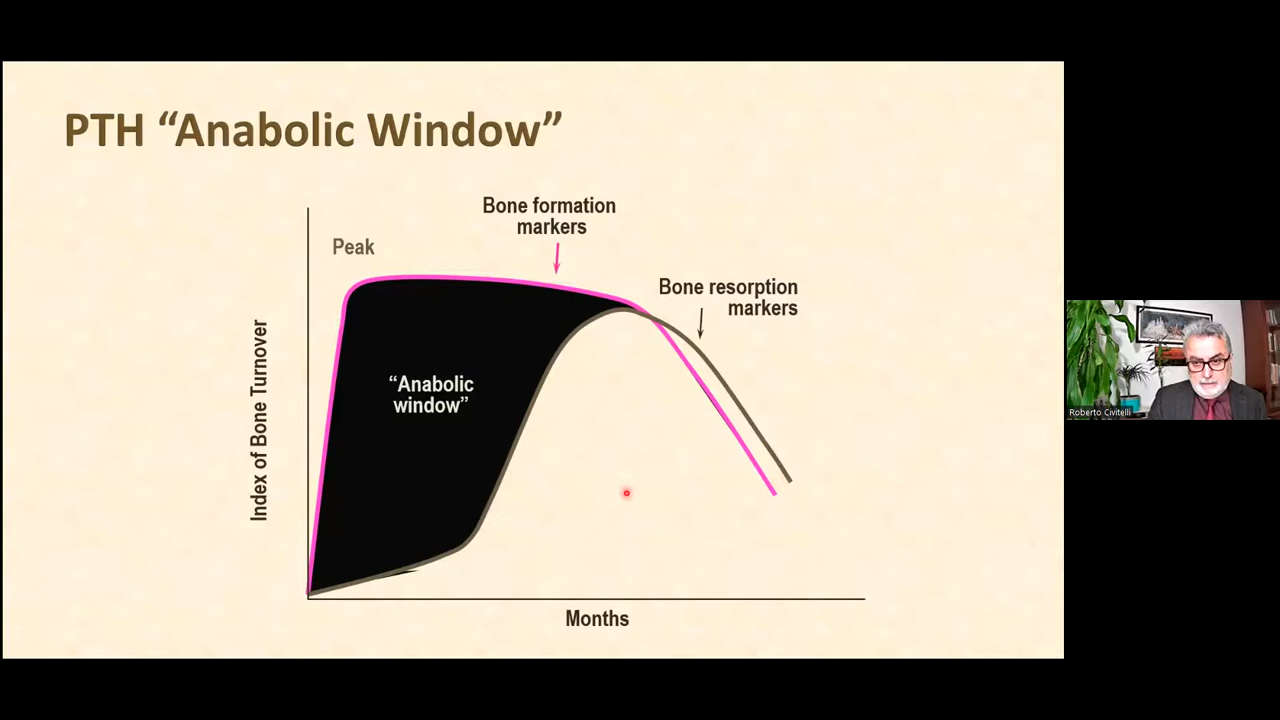 PTH “Anabolic Window”
Bone formation
markers
Peak
Bone resorption
markers
“Anabolic
window”
Index of Bone Turnover
Months
Roberto Civitelli